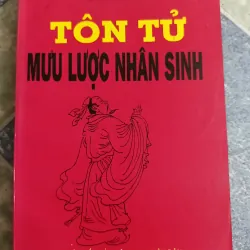 TÔN TỬ
MƯU LƯỢC NHÂN SINH